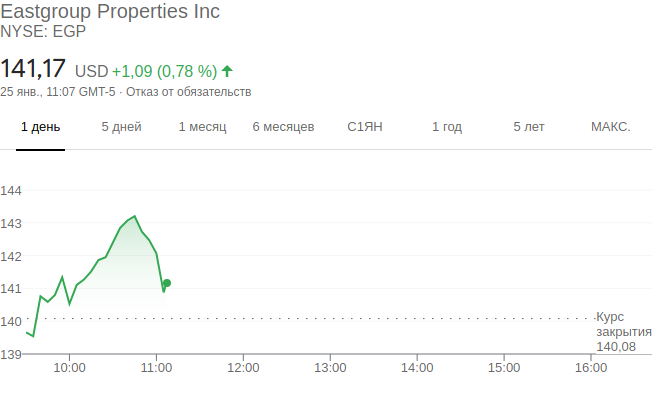 Eastgroup Properties Inc
NYSE: EGP
141,17 USD +1,09 (0,78 %)
25 янв., 11:07 GMT-5 · Отказ от обязательств
1 день 5 дней 1 месяц 6 месяцев С1ЯН 1 год 5 лет МАКС.
144
143
142
141
140
139
Курс
закрытия
140,08
10:00 11:00 12:00 13:00 14:00 15:00 16:00